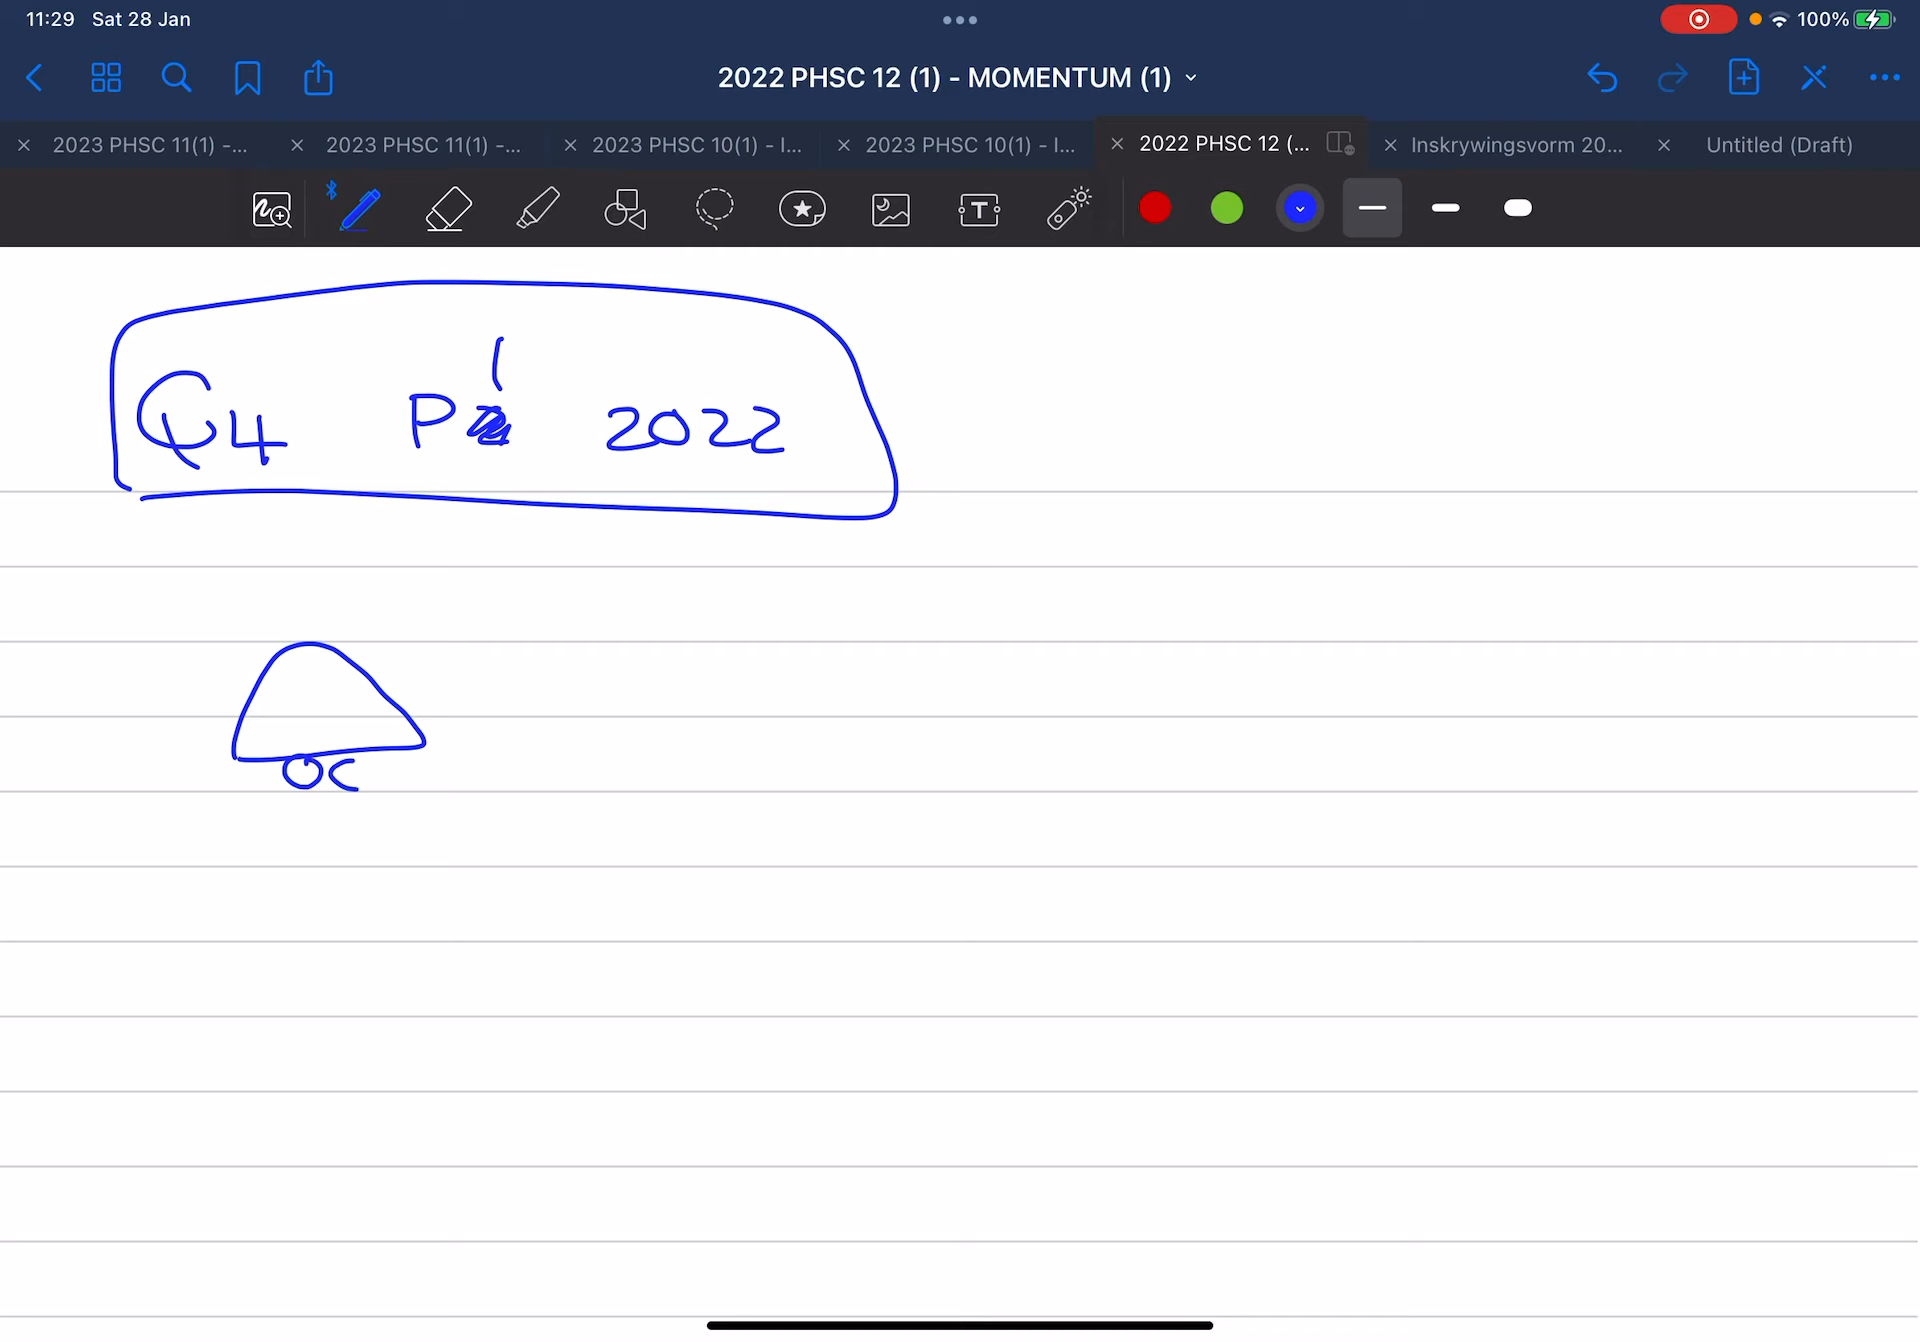 11:29 Sat 28 Jan
100%
2022 PHSC 12 (1) - MOMENTUM (1)
2023 PHSC 11(1) -...
2023 PHSC 11(1) -...
2023 PHSC 10(1) - I...
2023 PHSC 10(1) - I...
2022 PHSC 12 (...
Inskrywingsvorm 20...
Untitled (Draft)
T
Q4 P1 2022